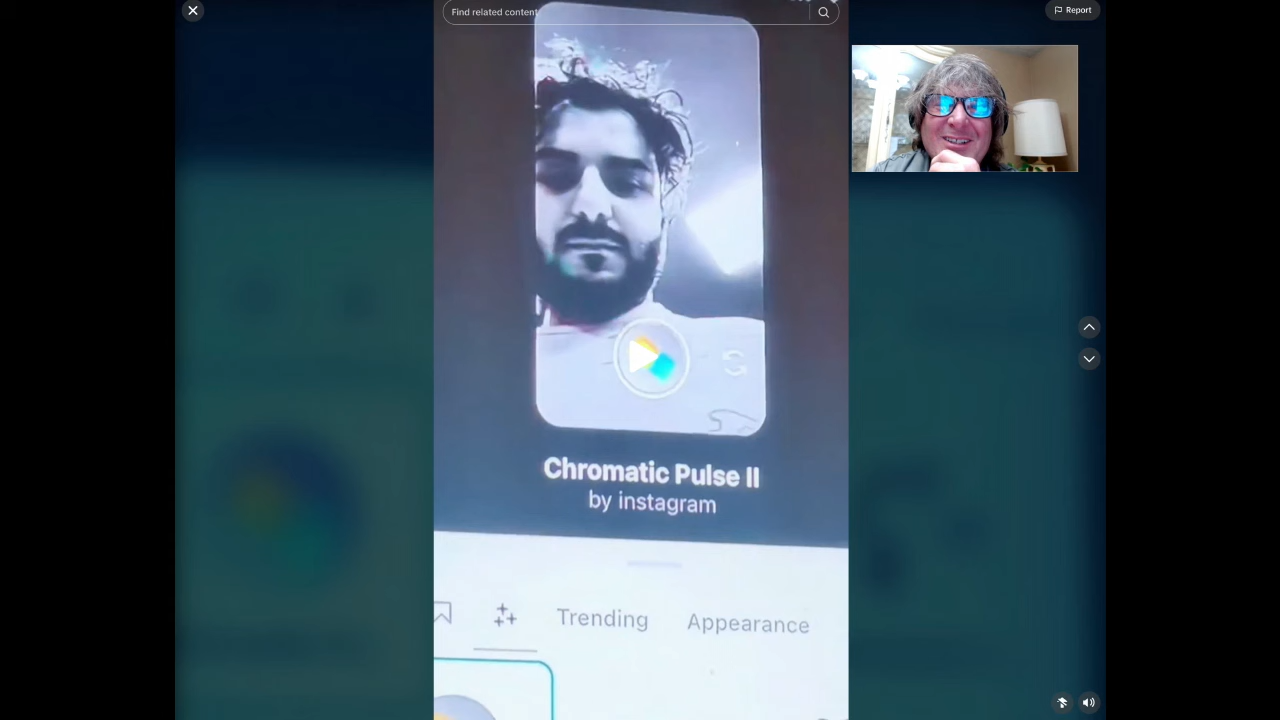 Find related content
Report
Chromatic Pulse II
by instagram
Trending
Appearance